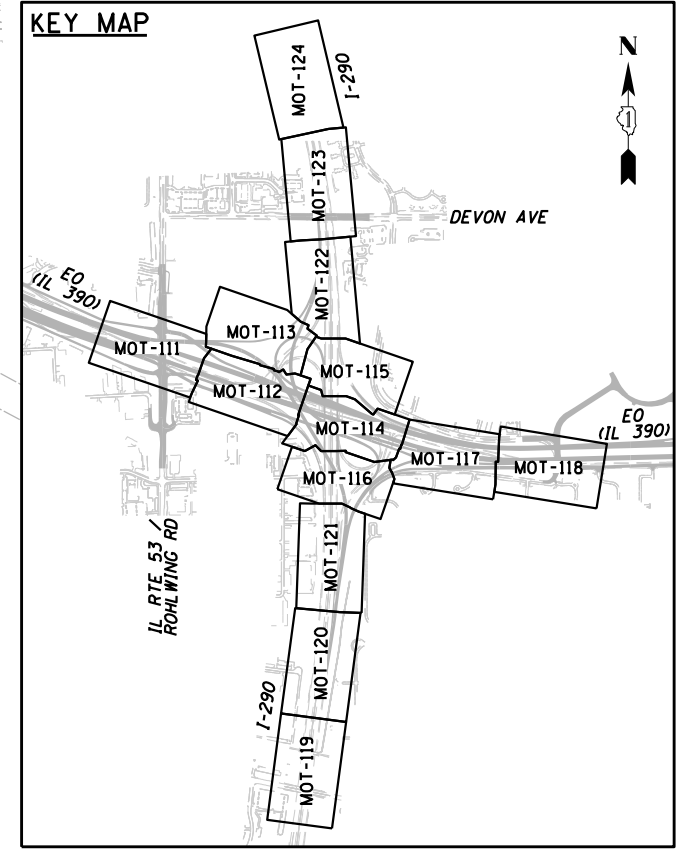 KEY MAP
N
1
MOT-124
I-290
MOT-123
DEVON AVE
MOT-122
EO
(IL 390)
MOT-113
MOT-111
MOT-115
MOT-112
MOT-114
EO
(IL 390)
MOT-117
MOT-118
MOT-116
IL RTE 53 /
ROHLWING RD
MOT-121
MOT-120
I-290
MOT-119